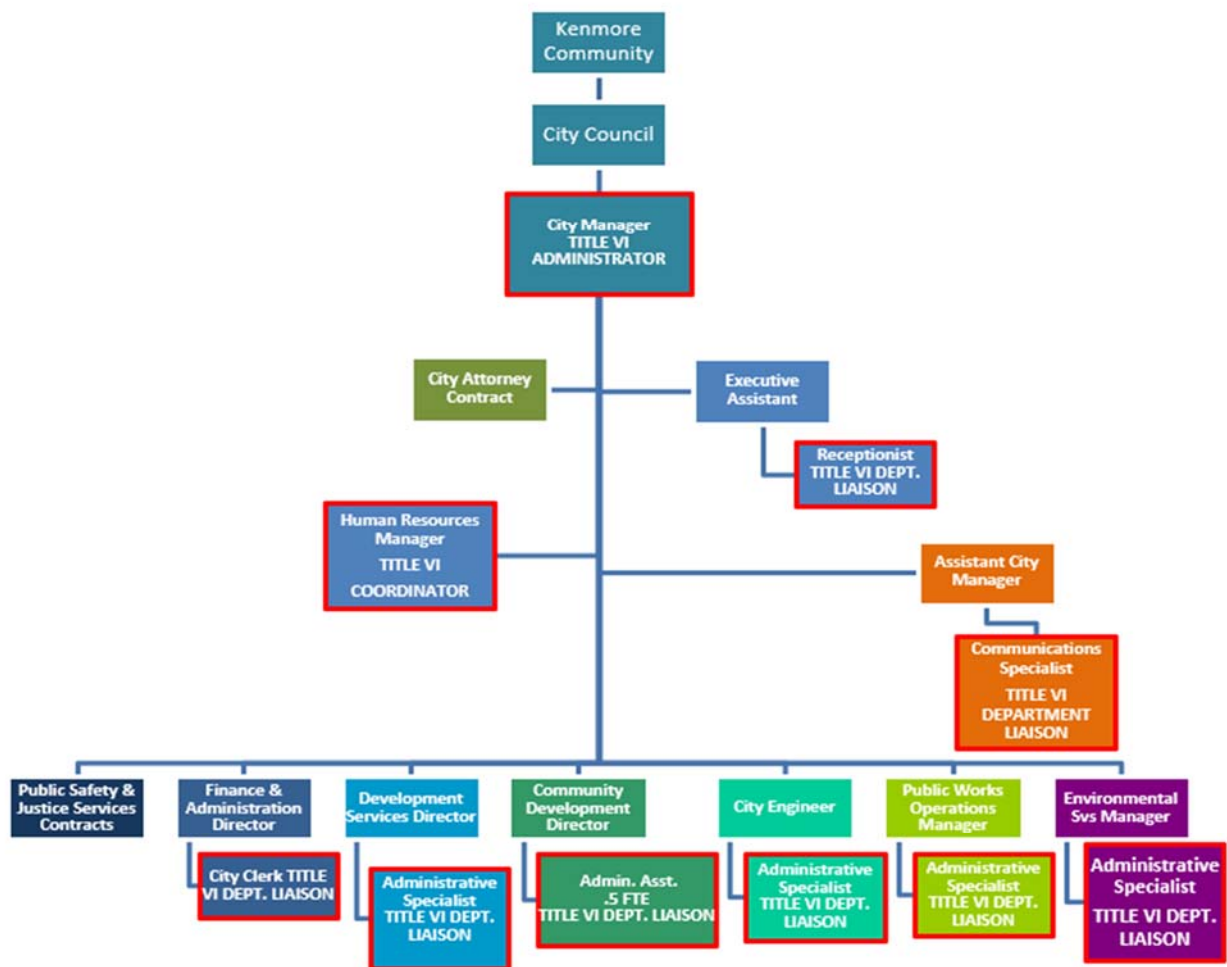 Kenmore
Community
City Council
City Manager
TITLE VI
ADMINISTRATOR
City Attorney
Contract
Executive
Assistant
Receptionist
TITLE VI DEPT.
LIAISON
Human Resources
Manager
TITLE VI
COORDINATOR
Assistant City
Manager
Communications
Specialist
TITLE VI
DEPARTMENT
LIAISON
Public Safety &
Justice Services
Contracts
Finance &
Administration
Director
Development
Services Director
Community
Development
Director
City Engineer
Public Works
Operations
Manager
Environmental
Svs Manager
City Clerk TITLE
VI DEPT. LIAISON
Administrative
Specialist
TITLE VI DEPT.
LIAISON
Admin. Asst.
.5 FTE
TITLE VI DEPT. LIAISON
Administrative
Specialist
TITLE VI DEPT.
LIAISON
Administrative
Specialist
TITLE VI DEPT.
LIAISON
Administrative
Specialist
TITLE VI DEPT.
LIAISON